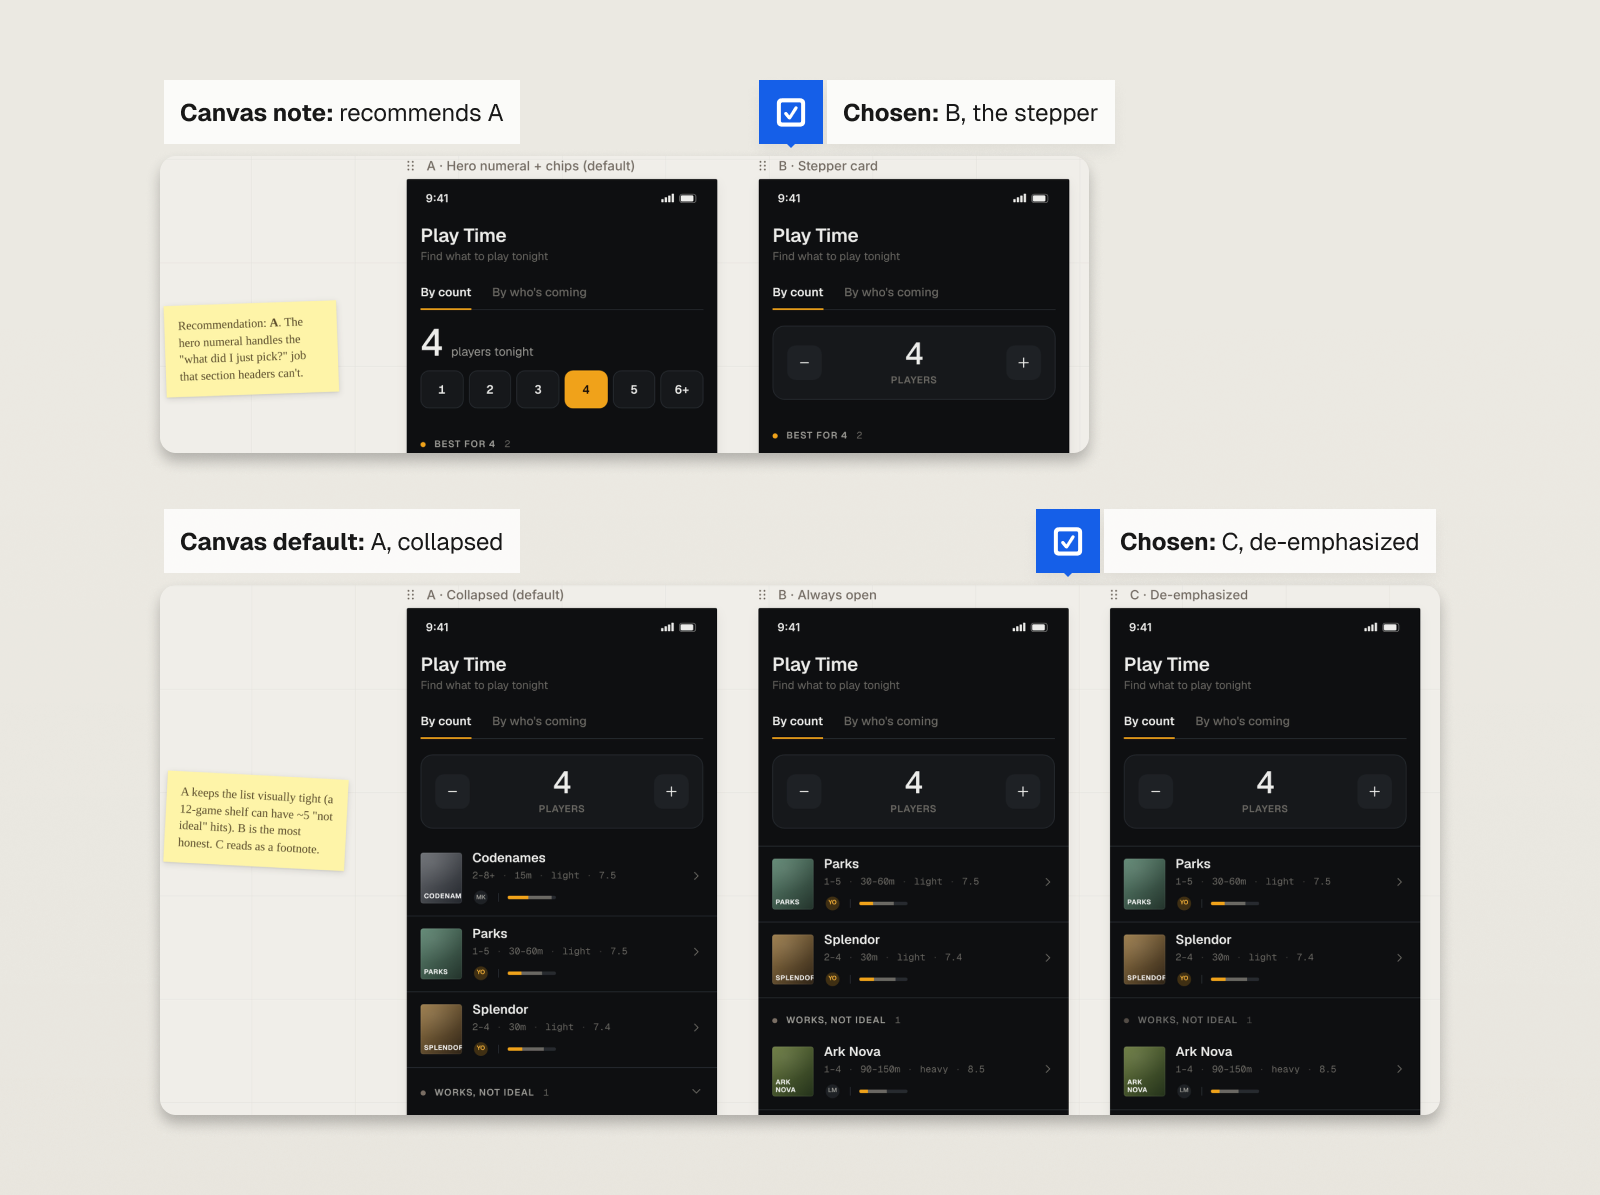 Canvas note: recommends A
Chosen: B, the stepper
A · Hero numeral + chips (default)
B · Stepper card
9:41
Play Time
Find what to play tonight
By count By who's coming
4 players tonight
1 2 3 4 5 6+
BEST FOR 4 2
9:41
Play Time
Find what to play tonight
By count By who's coming
− 4 +
PLAYERS
BEST FOR 4 2
Recommendation: A. The
hero numeral handles the
"what did I just pick?" job
that section headers can't.
Canvas default: A, collapsed
Chosen: C, de-emphasized
A · Collapsed (default)
B · Always open
C · De-emphasized
A keeps the list visually tight (a
12-game shelf can have ~5 "not
ideal" hits). B is the most
honest. C reads as a footnote.
9:41
Play Time
Find what to play tonight
By count By who's coming
− 4 +
PLAYERS
Codenames
2–8+ · 15m · light · 7.5
CODENAM
MK
Parks
1–5 · 30–60m · light · 7.5
PARKS
YO
Splendor
2–4 · 30m · light · 7.4
SPLENDOR
YO
WORKS, NOT IDEAL 1
9:41
Play Time
Find what to play tonight
By count By who's coming
− 4 +
PLAYERS
Parks
1–5 · 30–60m · light · 7.5
PARKS
YO
Splendor
2–4 · 30m · light · 7.4
SPLENDOR
YO
WORKS, NOT IDEAL 1
Ark Nova
1–4 · 90–150m · heavy · 8.5
ARK
NOVA
LM
9:41
Play Time
Find what to play tonight
By count By who's coming
− 4 +
PLAYERS
Parks
1–5 · 30–60m · light · 7.5
PARKS
YO
Splendor
2–4 · 30m · light · 7.4
SPLENDOR
YO
WORKS, NOT IDEAL 1
Ark Nova
1–4 · 90–150m · heavy · 8.5
ARK
NOVA
LM